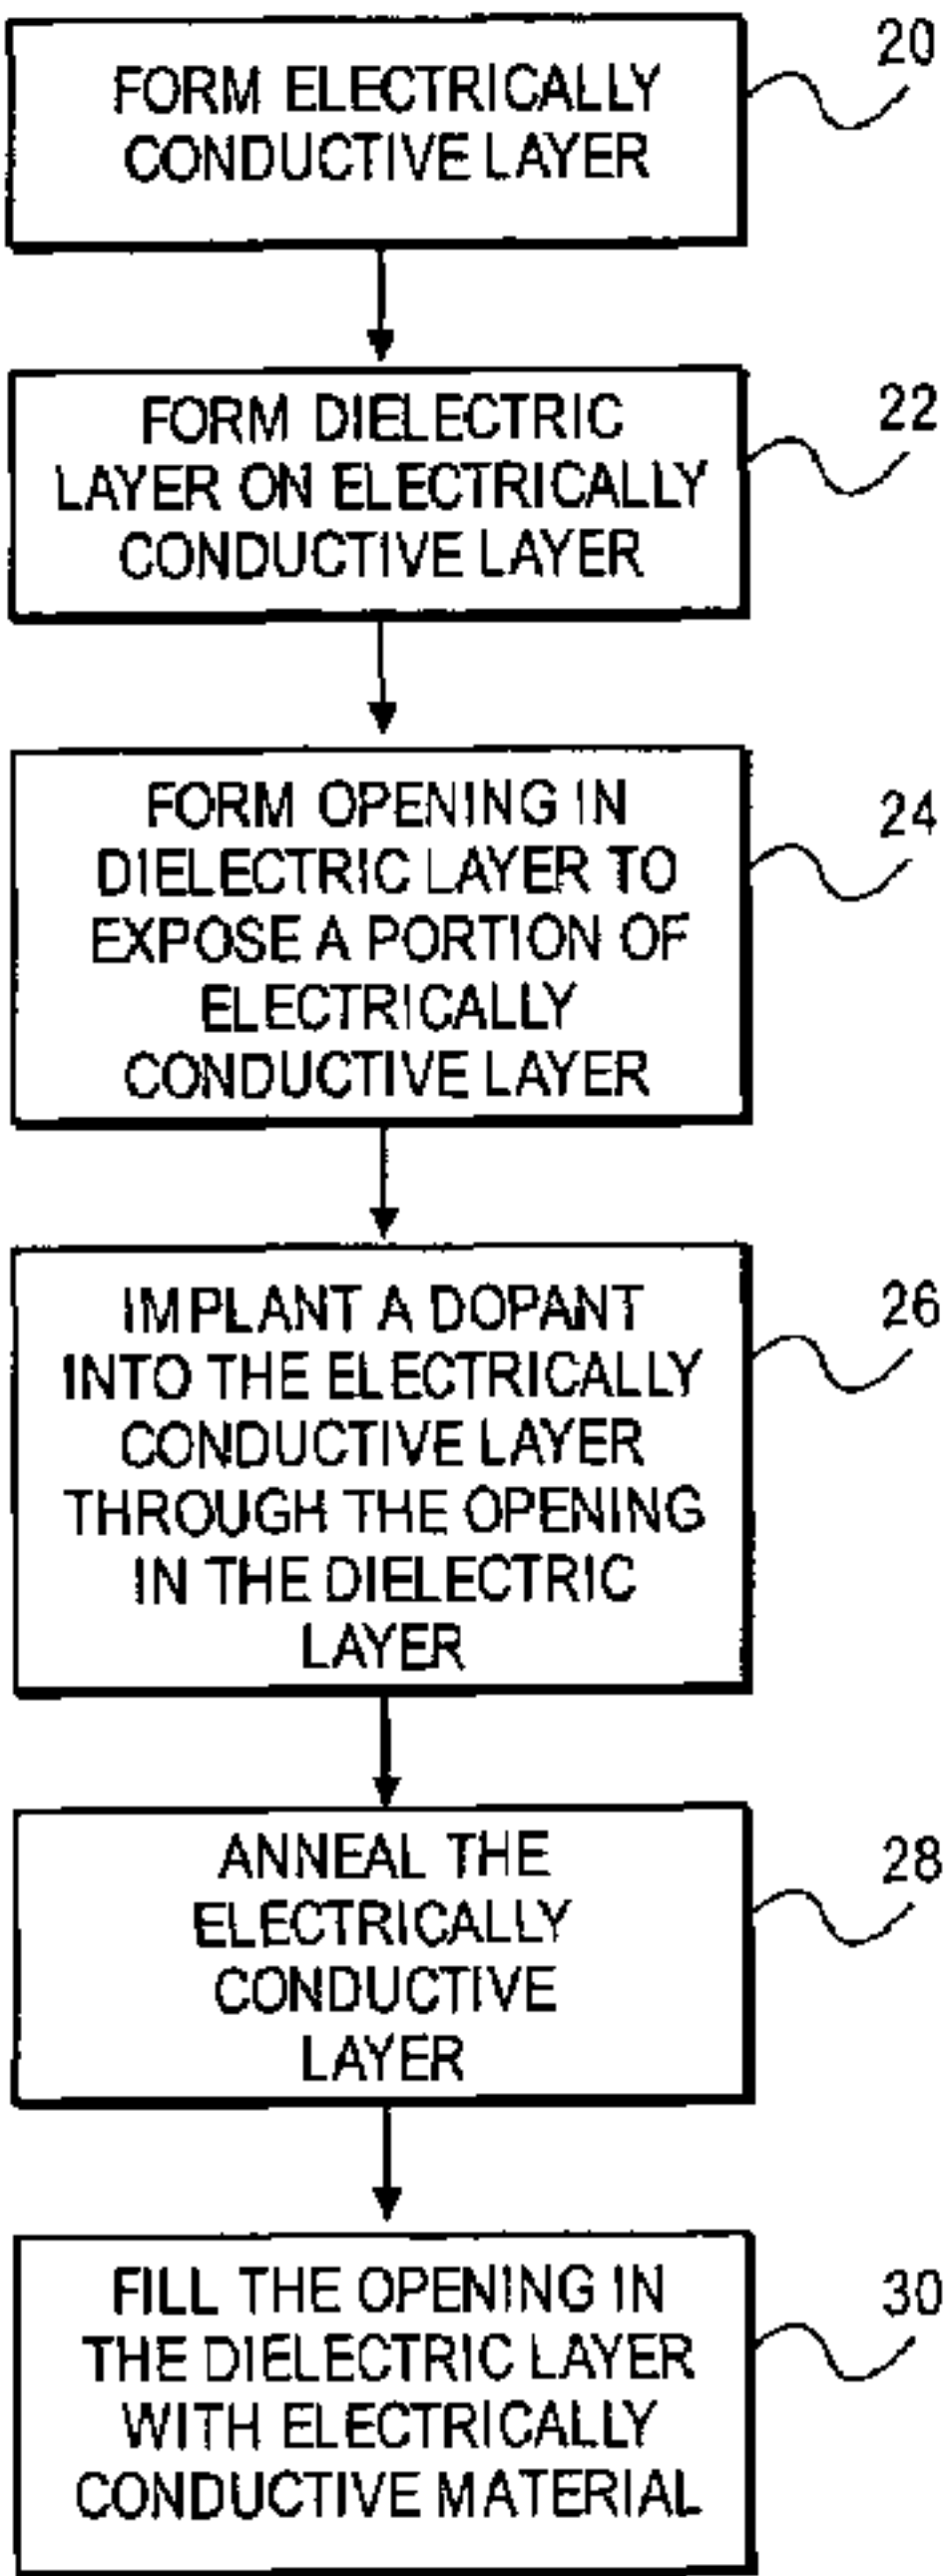 FORM ELECTRICALLY
CONDUCTIVE LAYER
20
FORM DIELECTRIC
LAYER ON ELECTRICALLY
CONDUCTIVE LAYER
22
FORM OPENING IN
DIELECTRIC LAYER TO
EXPOSE A PORTION OF
ELECTRICALLY
CONDUCTIVE LAYER
24
IMPLANT A DOPANT
INTO THE ELECTRICALLY
CONDUCTIVE LAYER
THROUGH THE OPENING
IN THE DIELECTRIC
LAYER
26
ANNEAL THE
ELECTRICALLY
CONDUCTIVE
LAYER
28
FILL THE OPENING IN
THE DIELECTRIC LAYER
WITH ELECTRICALLY
CONDUCTIVE MATERIAL
30